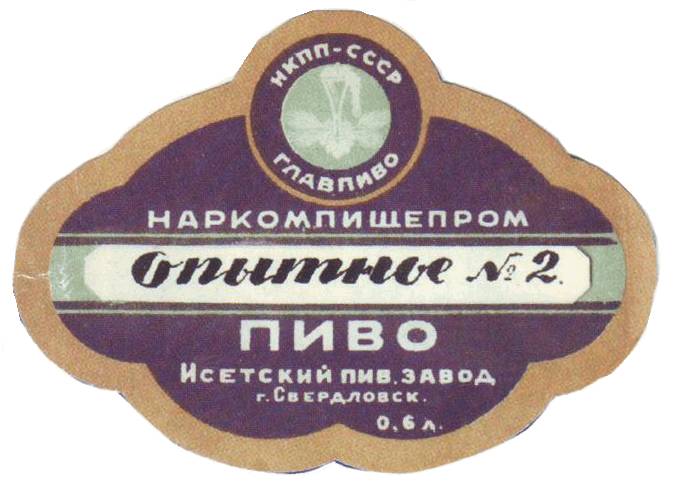 НКПП-СССР
ГЛАВПИВО
НАРКОМПИЩЕПРОМ
Опытное №2.
ПИВО
ИСЕТСКИЙ ПИВ. ЗАВОД
г. СВЕРДЛОВСК.
0,6 л.